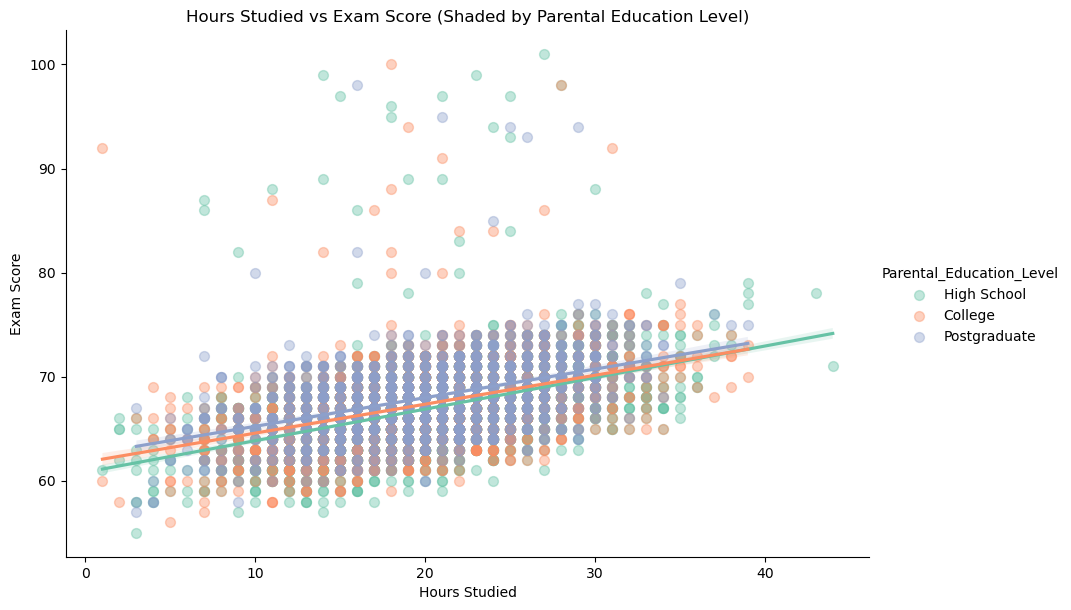 Hours Studied vs Exam Score (Shaded by Parental Education Level)
Exam Score
100
90
80
70
60
0
10
20
30
40
Hours Studied
Parental_Education_Level
High School
College
Postgraduate